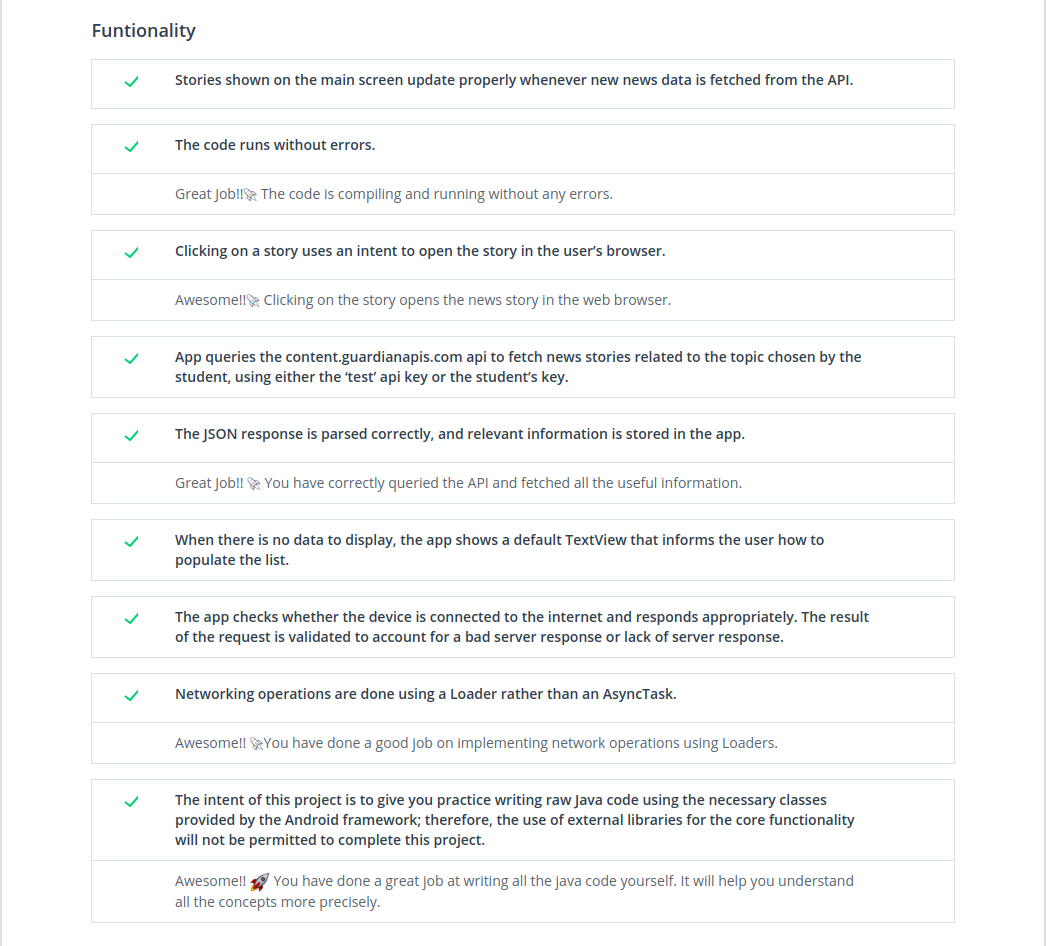 Funtionality
Stories shown on the main screen update properly whenever new news data is fetched from the API.
The code runs without errors.
Great Job!!🚀 The code is compiling and running without any errors.
Clicking on a story uses an intent to open the story in the user’s browser.
Awesome!!🚀 Clicking on the story opens the news story in the web browser.
App queries the content.guardianapis.com api to fetch news stories related to the topic chosen by the
student, using either the ‘test’ api key or the student’s key.
The JSON response is parsed correctly, and relevant information is stored in the app.
Great Job!! 🚀 You have correctly queried the API and fetched all the useful information.
When there is no data to display, the app shows a default TextView that informs the user how to
populate the list.
The app checks whether the device is connected to the internet and responds appropriately. The result
of the request is validated to account for a bad server response or lack of server response.
Networking operations are done using a Loader rather than an AsyncTask.
Awesome!! 🚀You have done a good job on implementing network operations using Loaders.
The intent of this project is to give you practice writing raw Java code using the necessary classes
provided by the Android framework; therefore, the use of external libraries for the core functionality
will not be permitted to complete this project.
Awesome!! 🚀 You have done a great job at writing all the java code yourself. It will help you understand
all the concepts more precisely.